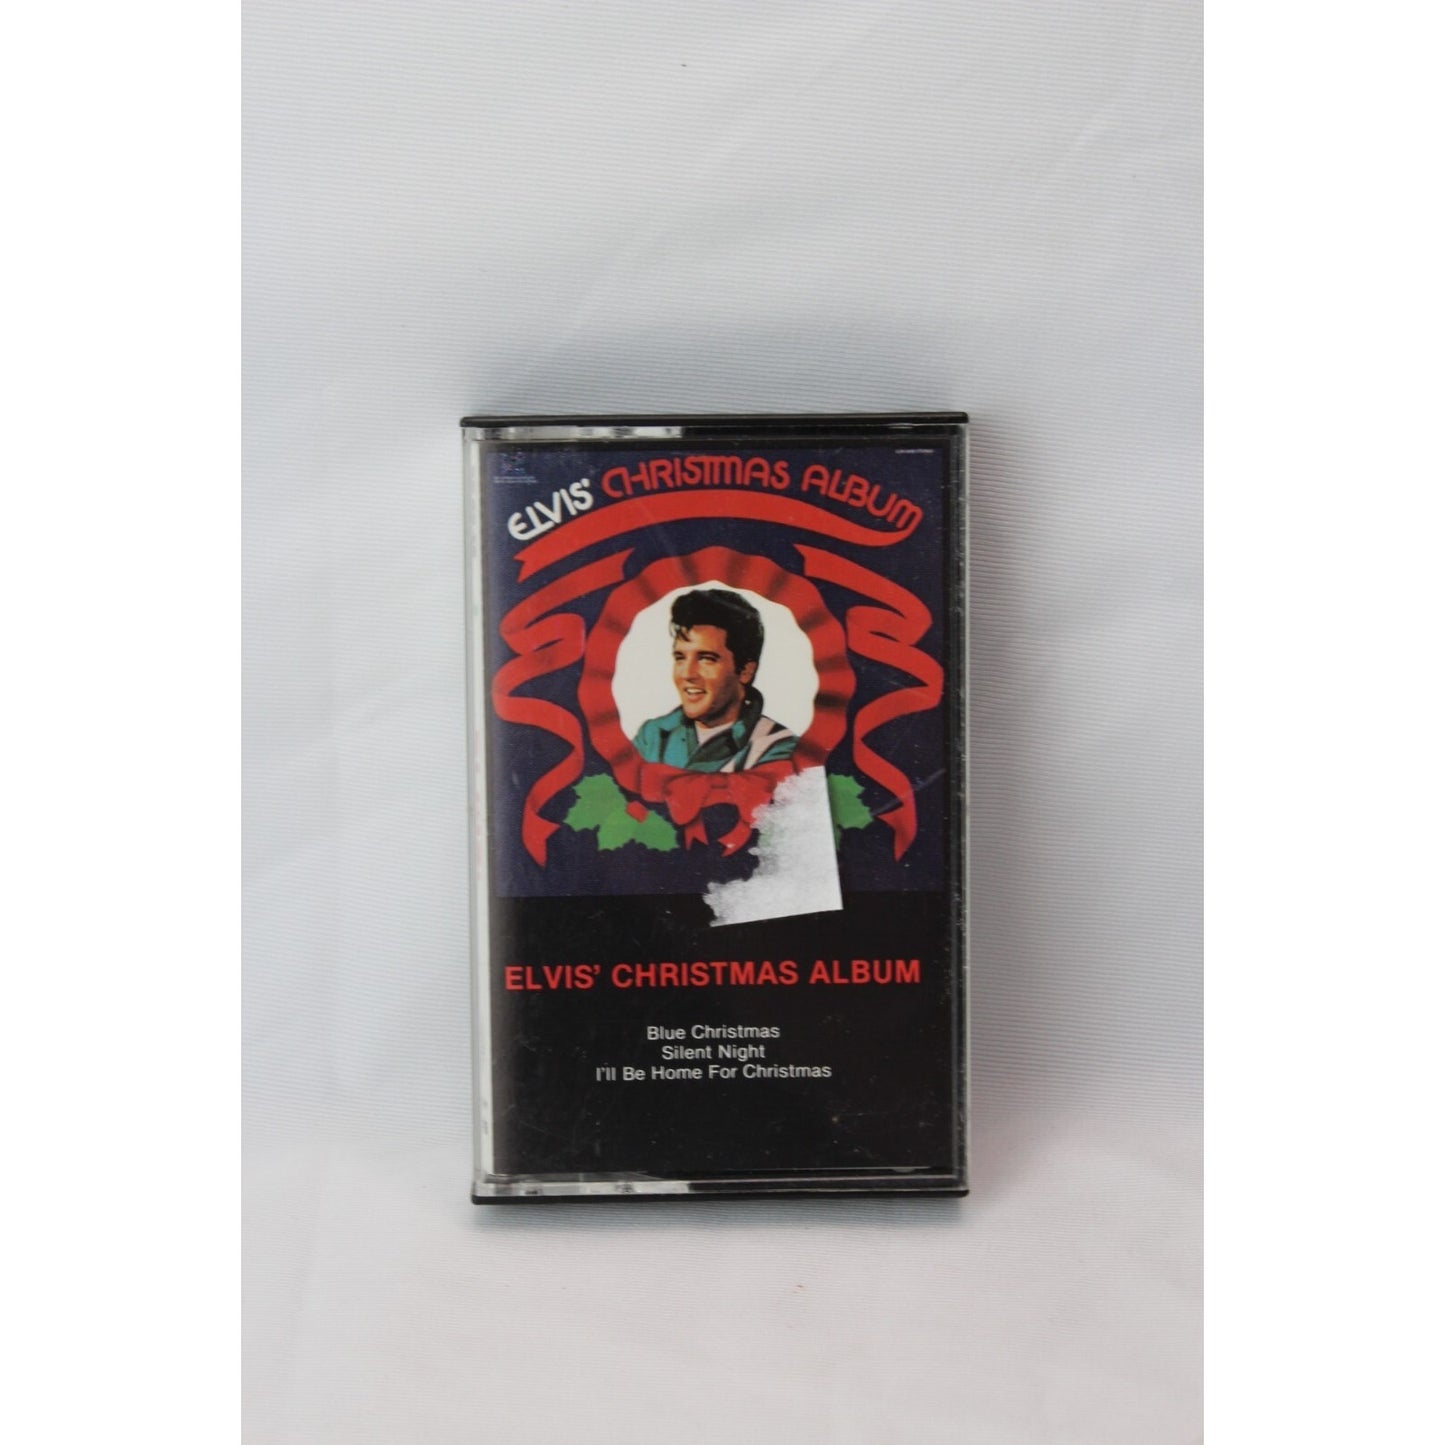 ELVIS' CHRISTMAS ALBUM
ELVIS' CHRISTMAS ALBUM
Blue Christmas
Silent Night
I'll Be Home For Christmas